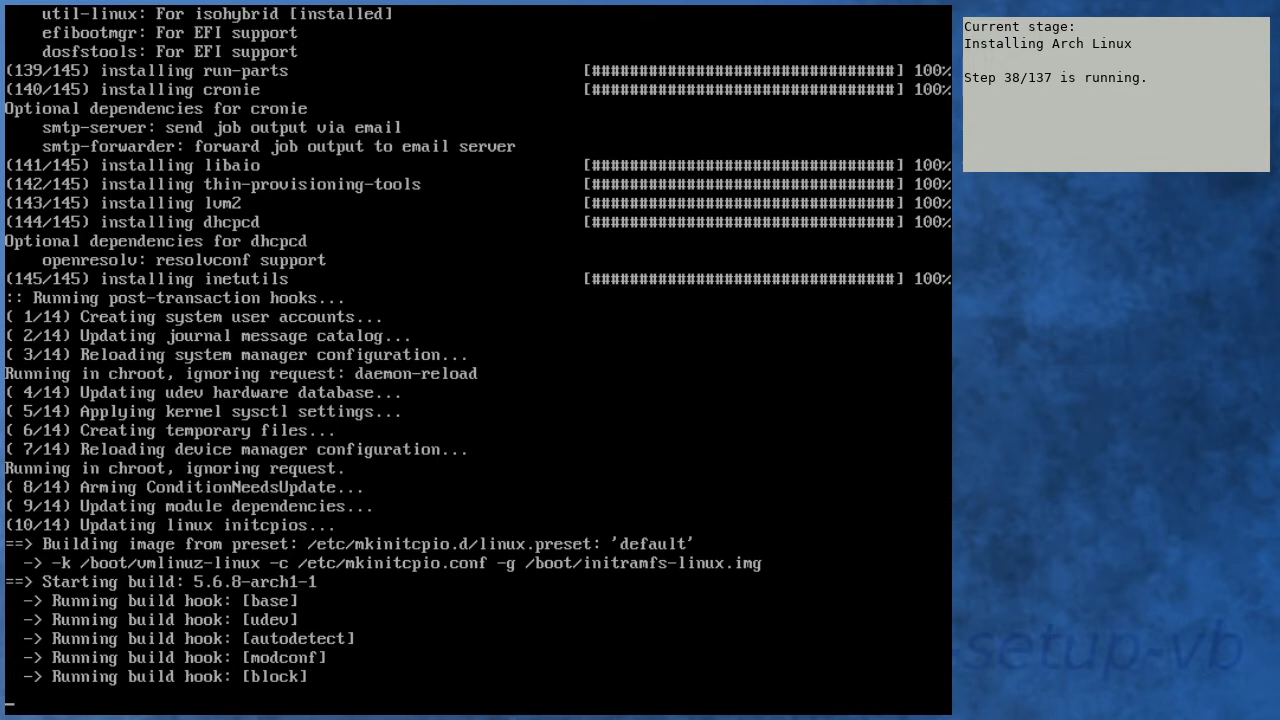 util-linux: For isohybrid [installed]
    efibootmgr: For EFI support
    dosfstools: For EFI support
(139/145) installing run-parts [################################] 100%
(140/145) installing cronie [################################] 100%
Optional dependencies for cronie
    smtp-server: send job output via email
    smtp-forwarder: forward job output to email server
(141/145) installing libaio [################################] 100%
(142/145) installing thin-provisioning-tools [################################] 100%
(143/145) installing lvm2 [################################] 100%
(144/145) installing dhcpcd [################################] 100%
Optional dependencies for dhcpcd
    openresolv: resolvconf support
(145/145) installing inetutils [################################] 100%
:: Running post-transaction hooks...
( 1/14) Creating system user accounts...
( 2/14) Updating journal message catalog...
( 3/14) Reloading system manager configuration...
Running in chroot, ignoring request: daemon-reload
( 4/14) Updating udev hardware database...
( 5/14) Applying kernel sysctl settings...
( 6/14) Creating temporary files...
( 7/14) Reloading device manager configuration...
Running in chroot, ignoring request.
( 8/14) Arming ConditionNeedsUpdate...
( 9/14) Updating module dependencies...
(10/14) Updating linux initcpios...
==> Building image from preset: /etc/mkinitcpio.d/linux.preset: 'default'
  -> -k /boot/vmlinuz-linux -c /etc/mkinitcpio.conf -g /boot/initramfs-linux.img
==> Starting build: 5.6.8-arch1-1
  -> Running build hook: [base]
  -> Running build hook: [udev]
  -> Running build hook: [autodetect]
  -> Running build hook: [modconf]
  -> Running build hook: [block]
_
Current stage:
Installing Arch Linux
Step 38/137 is running.
-setup-vb